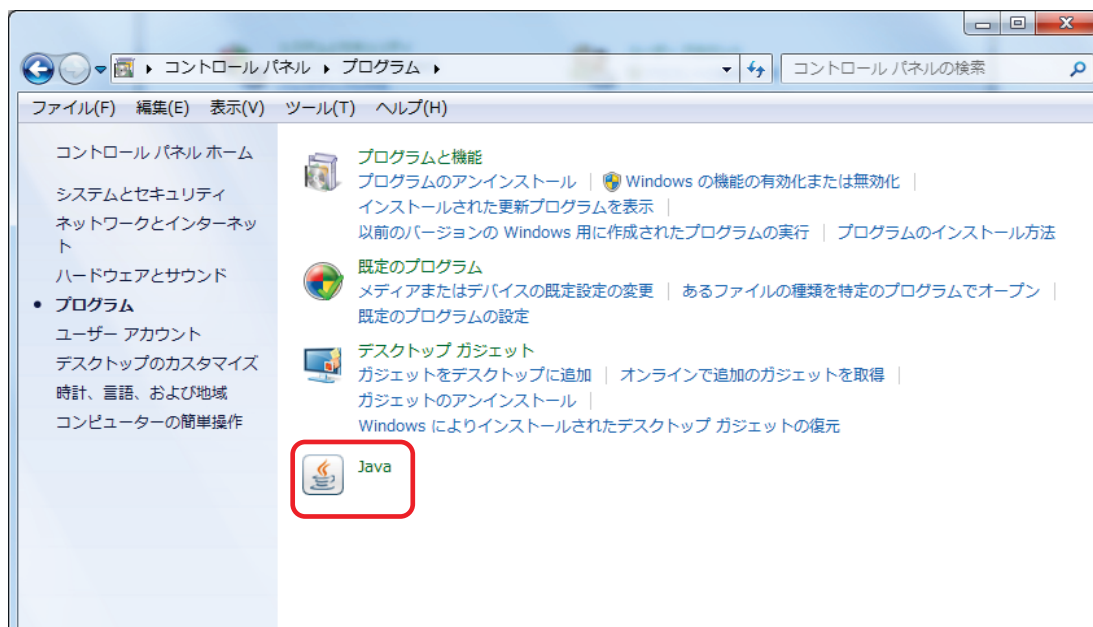 コントロール パネル ▸ プログラム ▸
コントロール パネルの検索
ファイル(F) 編集(E) 表示(V) ツール(T) ヘルプ(H)
コントロール パネル ホーム
システムとセキュリティ
ネットワークとインターネッ
ト
ハードウェアとサウンド
プログラム
ユーザー アカウント
デスクトップのカスタマイズ
時計、言語、および地域
コンピューターの簡単操作
プログラムと機能
プログラムのアンインストール | Windows の機能の有効化または無効化 |
インストールされた更新プログラムを表示 |
以前のバージョンの Windows 用に作成されたプログラムの実行 | プログラムのインストール方法
既定のプログラム
メディアまたはデバイスの既定設定の変更 | あるファイルの種類を特定のプログラムでオープン |
既定のプログラムの設定
デスクトップ ガジェット
ガジェットをデスクトップに追加 | オンラインで追加のガジェットを取得 |
ガジェットのアンインストール |
Windows によりインストールされたデスクトップ ガジェットの復元
Java